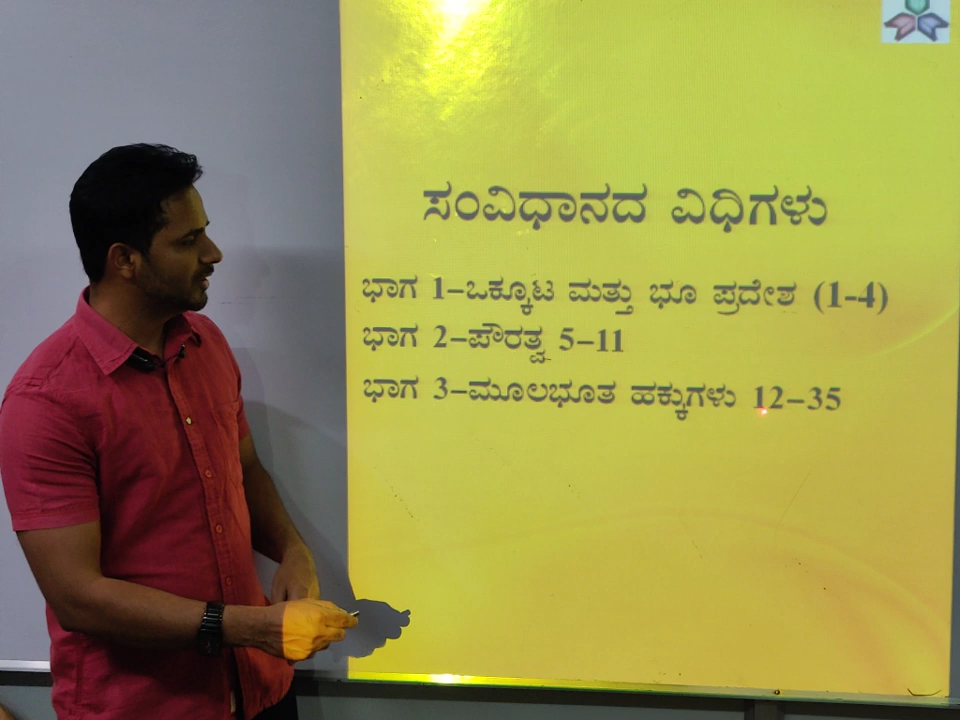 ಸಂವಿಧಾನದ ವಿಧಿಗಳು
ಭಾಗ 1–ಒಕ್ಕೂಟ ಮತ್ತು ಭೂ ಪ್ರದೇಶ (1-4)
ಭಾಗ 2–ಪೌರತ್ವ 5–11
ಭಾಗ 3–ಮೂಲಭೂತ ಹಕ್ಕುಗಳು 12–35